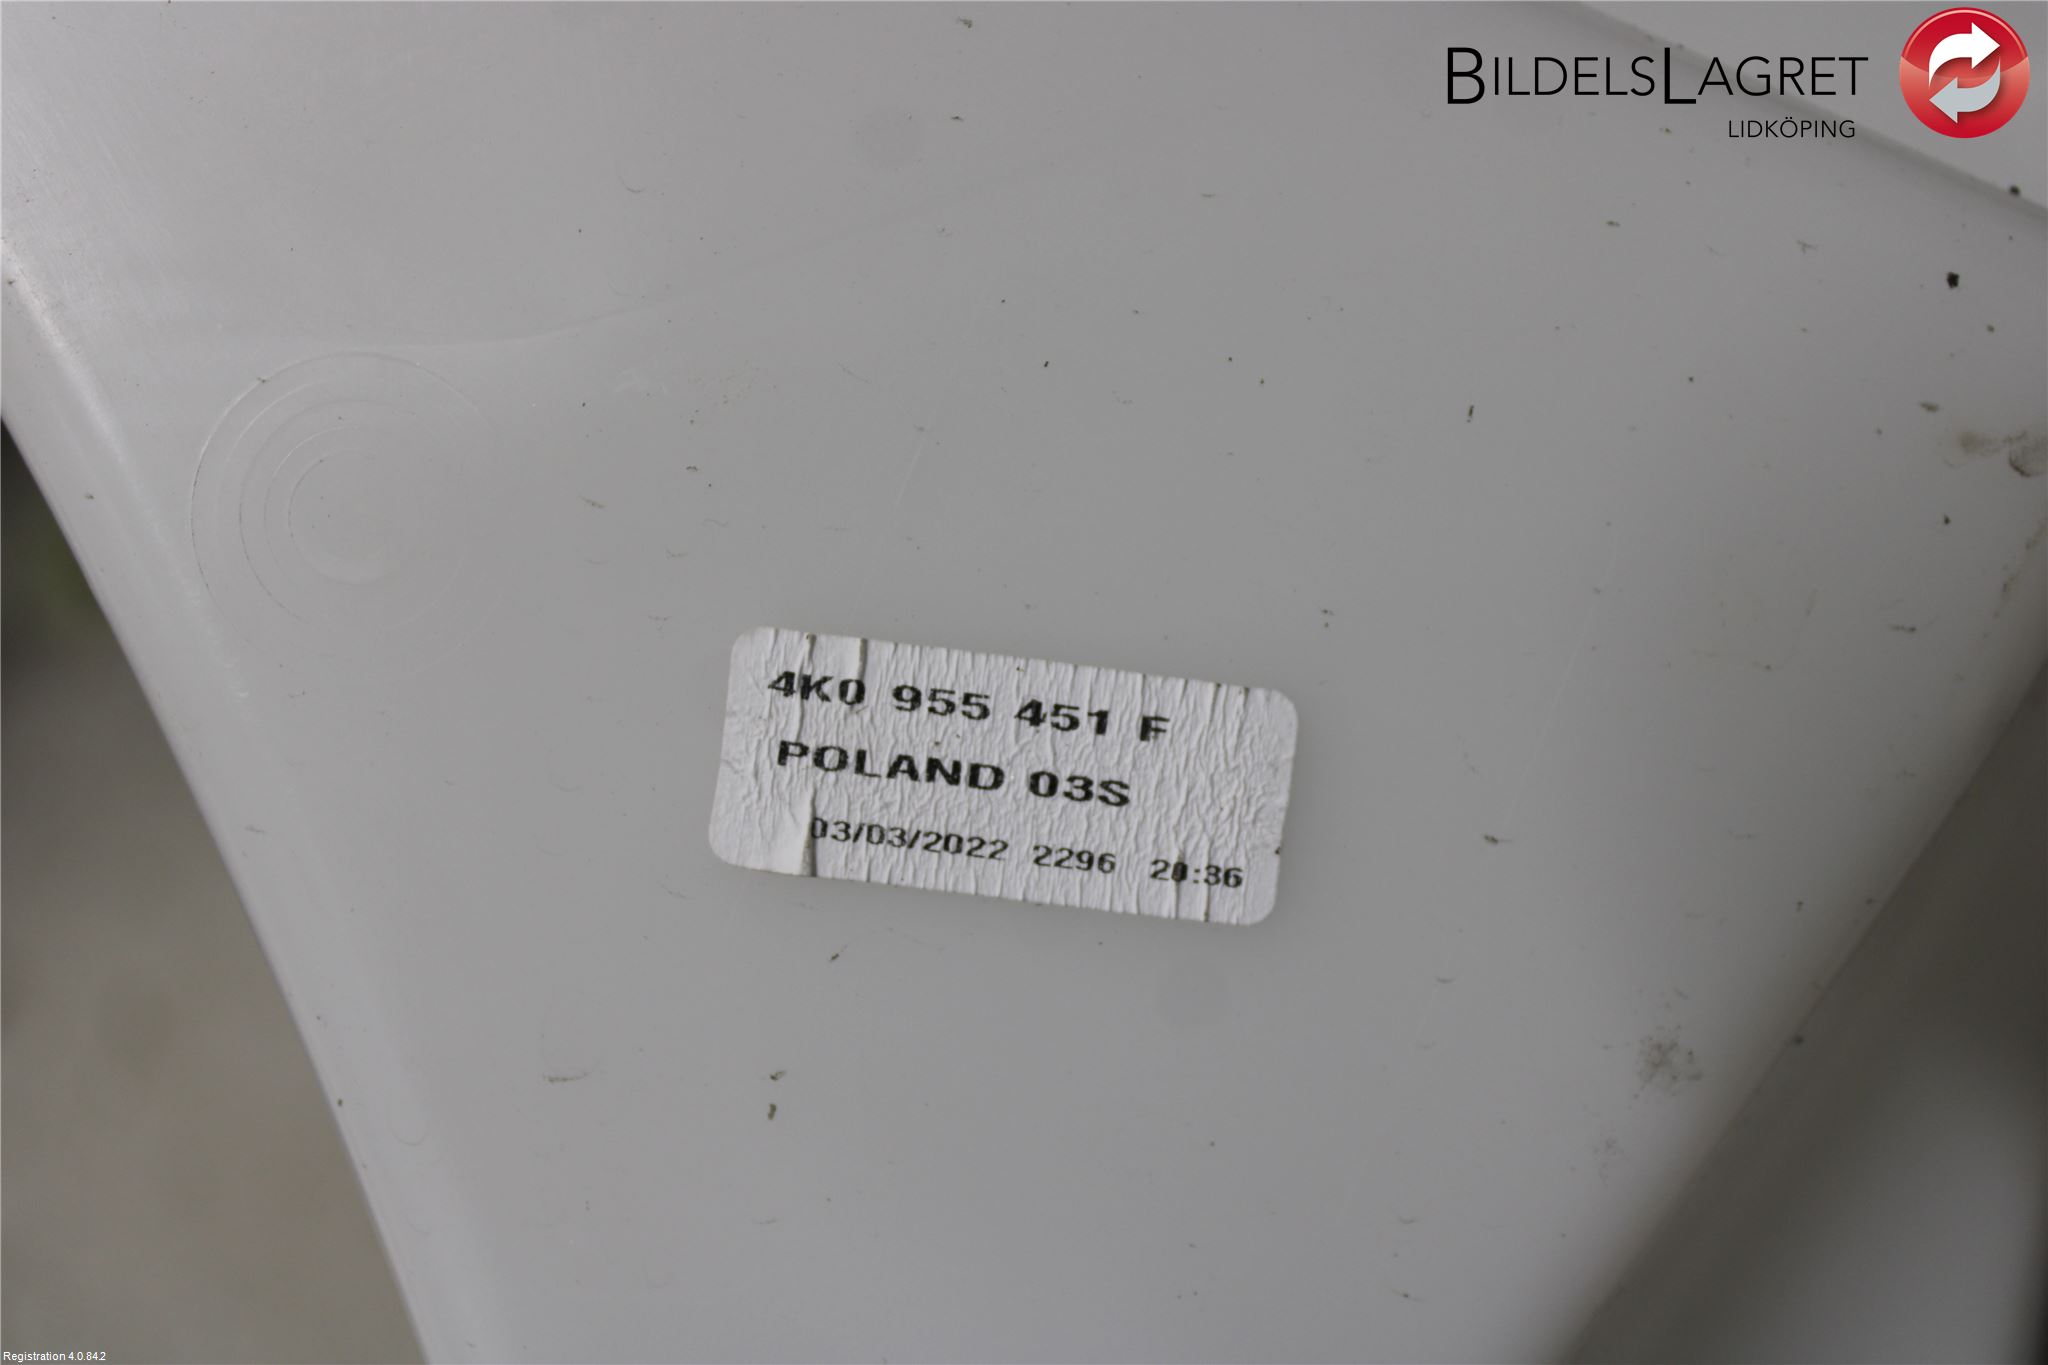 BILDELSLAGRET
LIDKÖPING
4K0 955 451 F
POLAND 03S
03/03/2022 2296 20:36
Registration 4.0.84.2